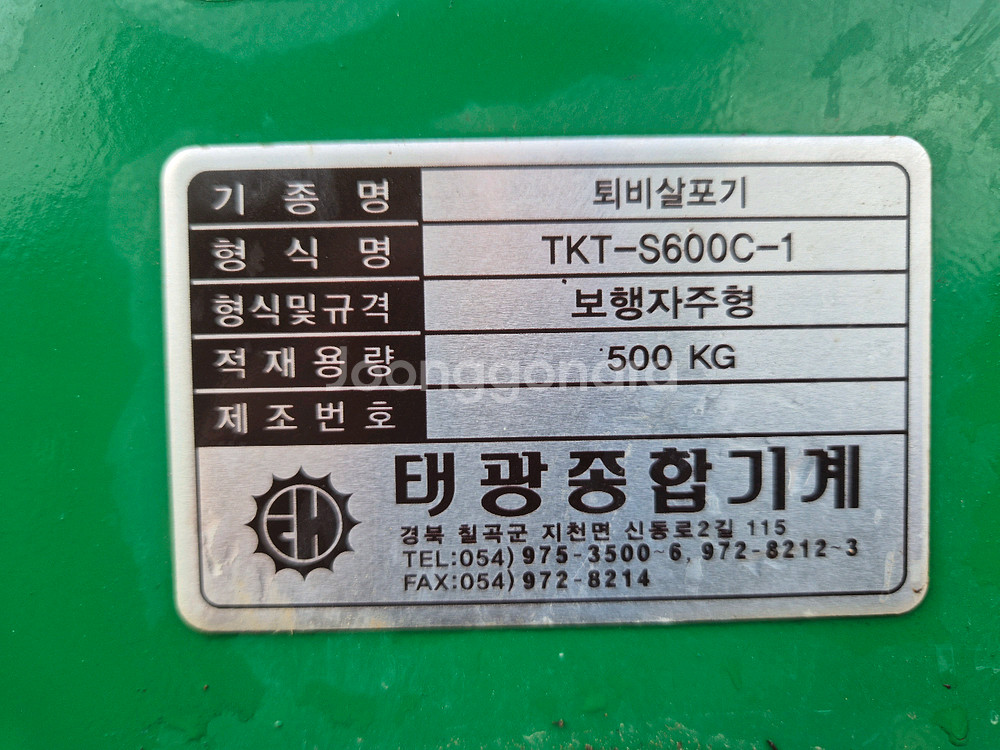 기종명 퇴비살포기
형식명 TKT-S600C-1
형식및규격 보행자주형
적재용량 500 KG
제조번호
태광종합기계
경북 칠곡군 지천면 신동로2길 115
TEL:054) 975-3500~6, 972-8212~3
FAX:054) 972-8214
태
Joonggonara